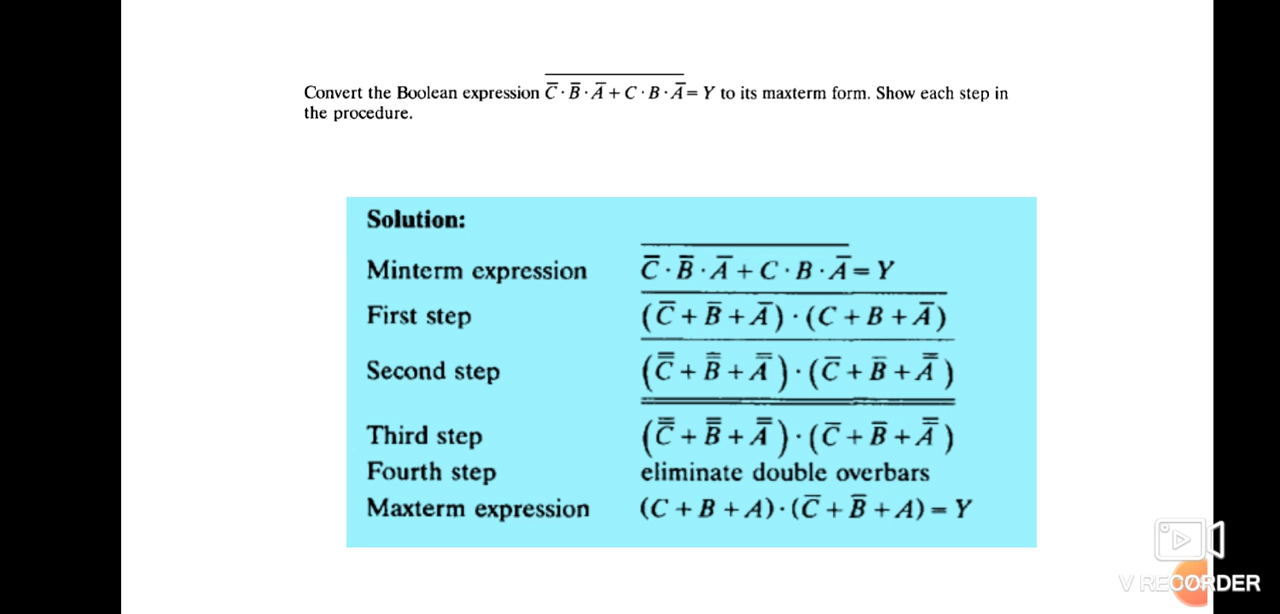 Convert the Boolean expression C̅ · B̅ · A̅ + C · B · A̅ = Y to its maxterm form. Show each step in
the procedure.
Solution:
Minterm expression C̅ · B̅ · A̅ + C · B · A̅ = Y
First step (C̅ + B̅ + A̅) · (C + B + A̅)
Second step (C̿ + B̿ + A̿) · (C̅ + B̅ + A̿)
Third step (C̿ + B̿ + A̿) · (C̅ + B̅ + A̿)
Fourth step eliminate double overbars
Maxterm expression (C + B + A) · (C̅ + B̅ + A) = Y
V RECORDER